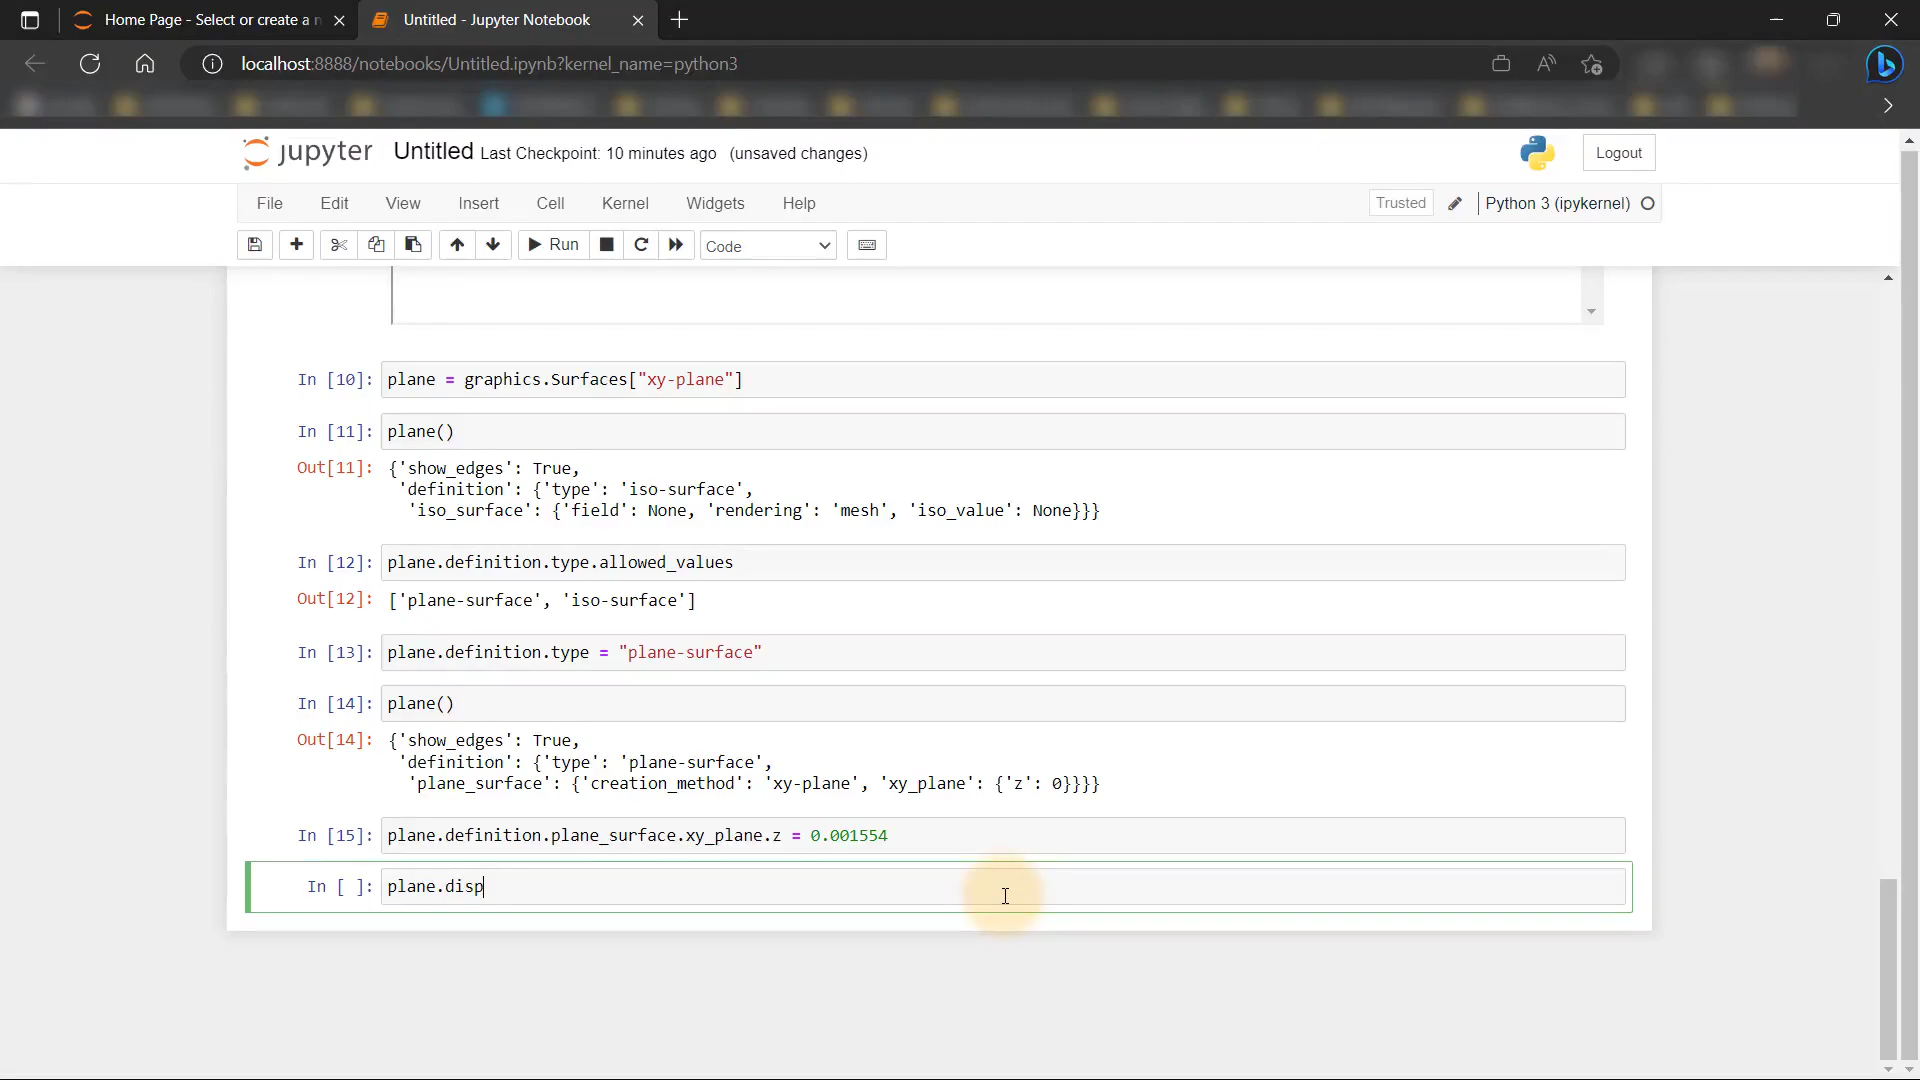 Home Page - Select or create a n
Untitled - Jupyter Notebook
localhost:8888/notebooks/Untitled.ipynb?kernel_name=python3
jupyter Untitled Last Checkpoint: 10 minutes ago (unsaved changes)
Logout
File Edit View Insert Cell Kernel Widgets Help
Trusted Python 3 (ipykernel)
Run Code
In [10]: plane = graphics.Surfaces["xy-plane"]
In [11]: plane()
Out[11]: {'show_edges': True,
'definition': {'type': 'iso-surface',
'iso_surface': {'field': None, 'rendering': 'mesh', 'iso_value': None}}}
In [12]: plane.definition.type.allowed_values
Out[12]: ['plane-surface', 'iso-surface']
In [13]: plane.definition.type = "plane-surface"
In [14]: plane()
Out[14]: {'show_edges': True,
'definition': {'type': 'plane-surface',
'plane_surface': {'creation_method': 'xy-plane', 'xy_plane': {'z': 0}}}}
In [15]: plane.definition.plane_surface.xy_plane.z = 0.001554
In [ ]: plane.disp